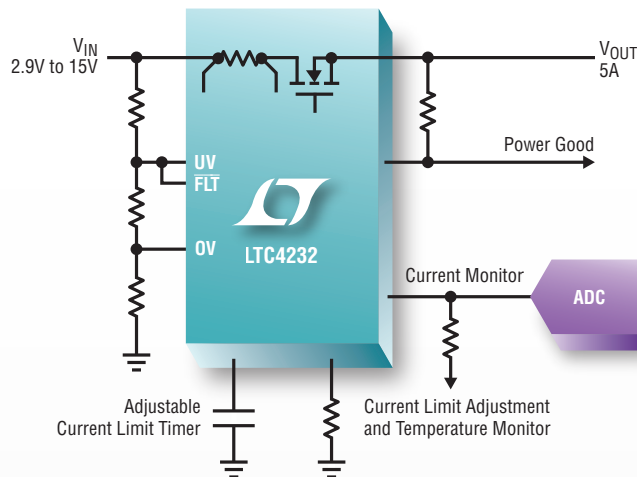 VIN
2.9V to 15V
VOUT
5A
Power Good
UV
FLT
OV
LTC4232
Current Monitor
ADC
Adjustable
Current Limit Timer
Current Limit Adjustment
and Temperature Monitor